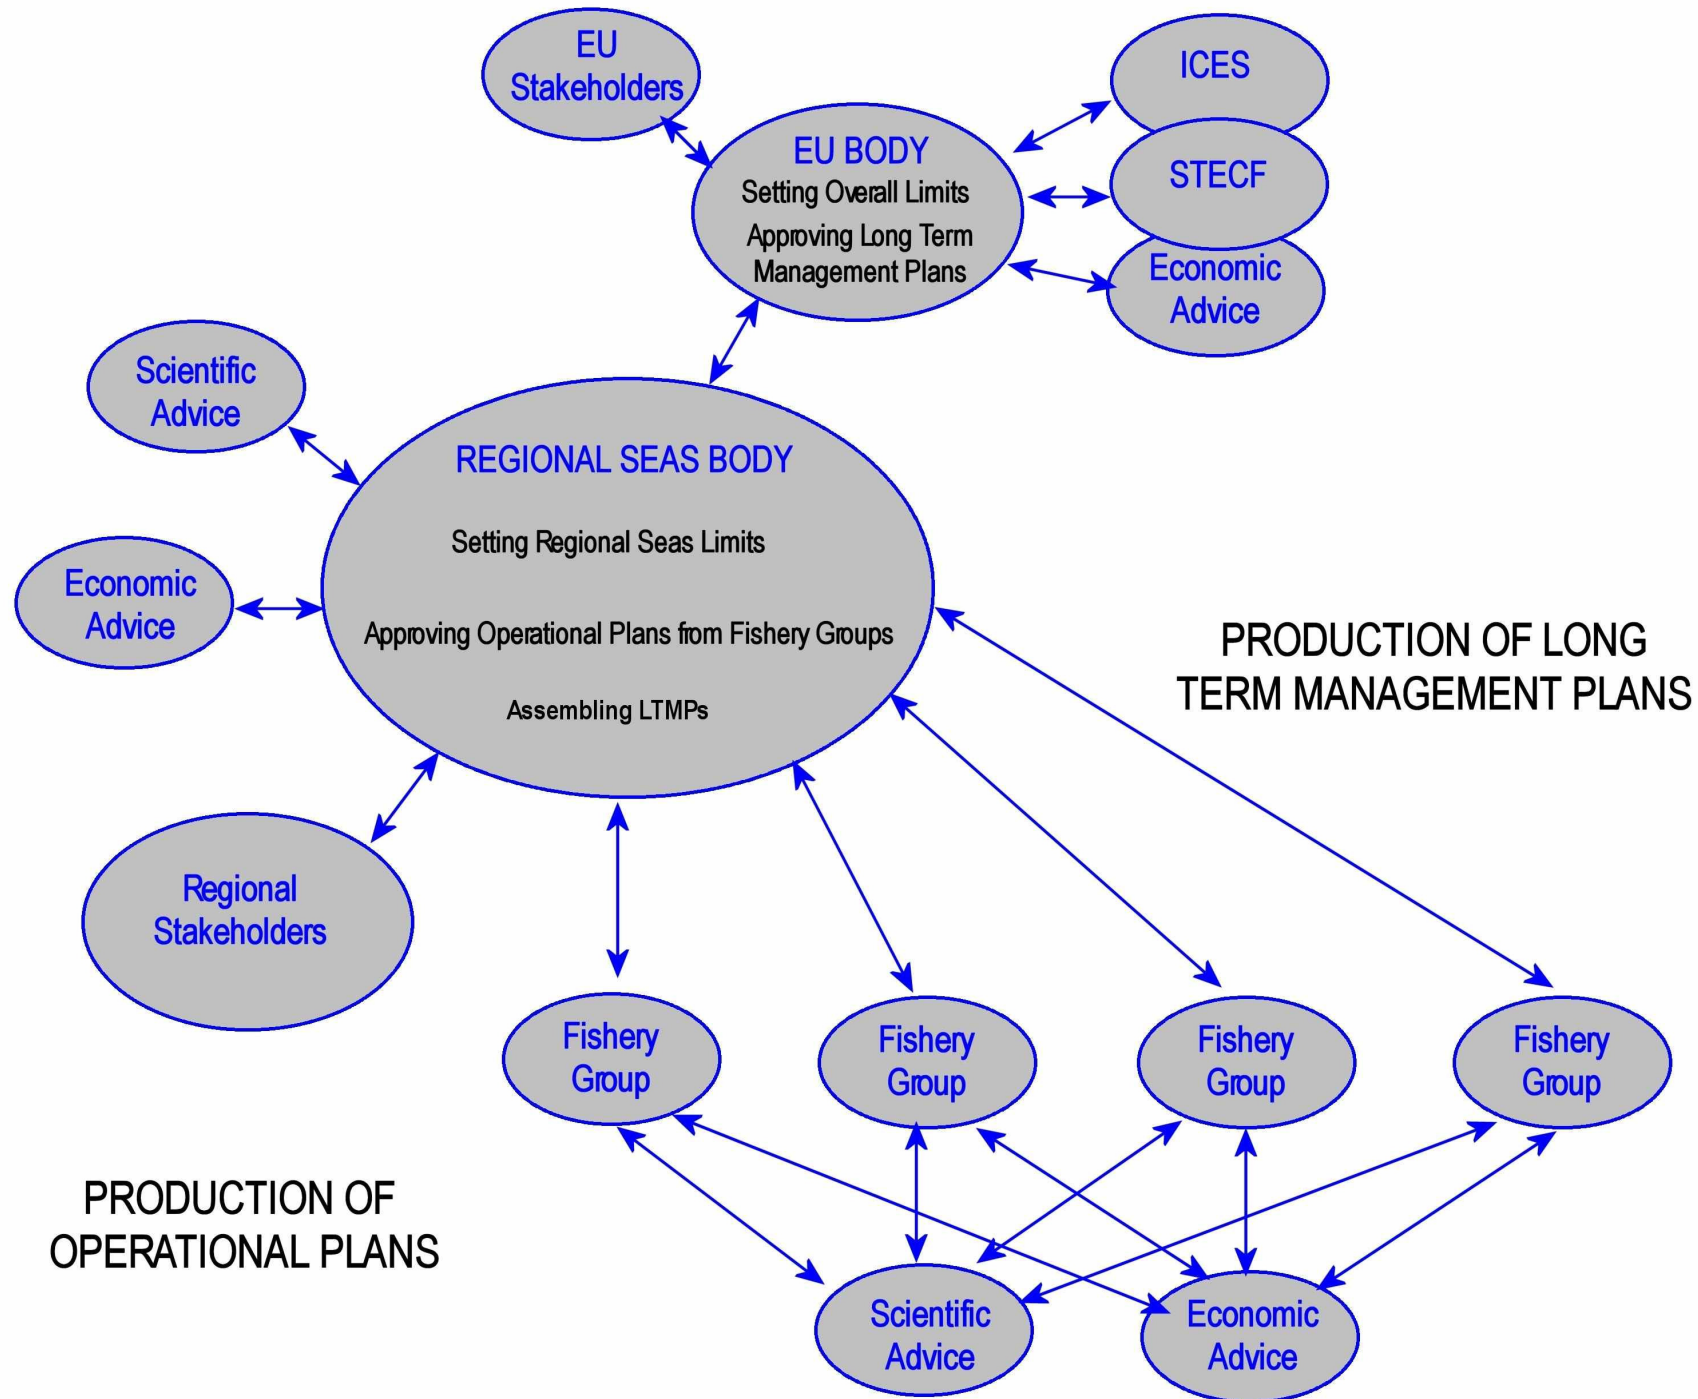 EU
Stakeholders
ICES
EU BODY
Setting Overall Limits
Approving Long Term
Management Plans
STECF
Economic
Advice
Scientific
Advice
REGIONAL SEAS BODY
Setting Regional Seas Limits
Approving Operational Plans from Fishery Groups
Assembling LTMPs
Economic
Advice
PRODUCTION OF LONG
TERM MANAGEMENT PLANS
Regional
Stakeholders
Fishery
Group
Fishery
Group
Fishery
Group
Fishery
Group
PRODUCTION OF
OPERATIONAL PLANS
Scientific
Advice
Economic
Advice